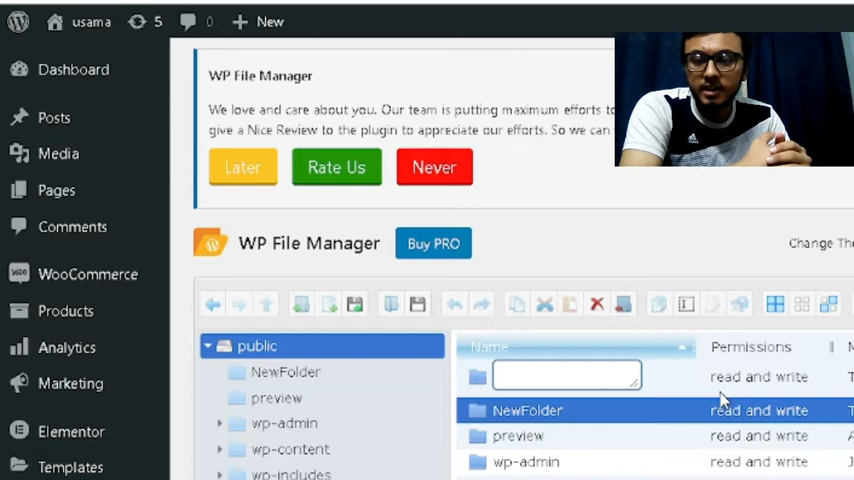 usama 5 0 New
Dashboard
Posts
Media
Pages
Comments
WooCommerce
Products
Analytics
Marketing
Elementor
Templates
WP File Manager
We love and care about you. Our team is putting maximum efforts to
give a Nice Review to the plugin to appreciate our efforts. So we can
Later Rate Us Never
WP File Manager Buy PRO Change The
public
NewFolder
preview
wp-admin
wp-content
wp-includes
Name Permissions
read and write
NewFolder read and write
preview read and write
wp-admin read and write